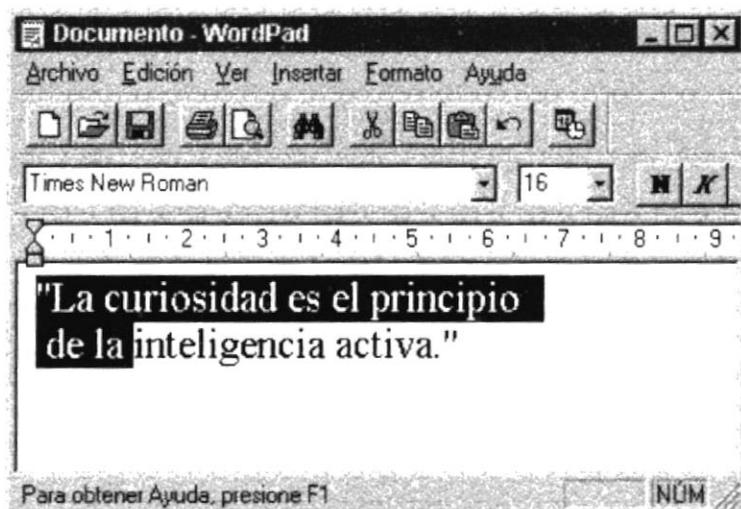 Documento - WordPad
Archivo Edición Ver Insertar Formato Ayuda
Times New Roman 16 N K
1 2 3 4 5 6 7 8 9
"La curiosidad es el principio
de la inteligencia activa."
Para obtener Ayuda, presione F1 NÚM